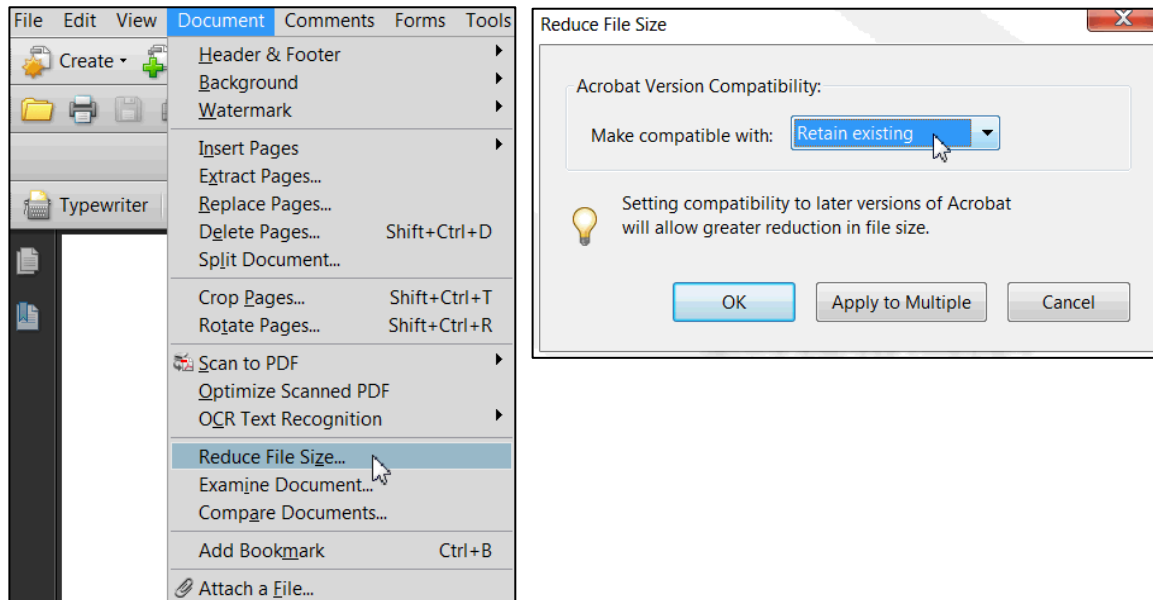 File Edit View Document Comments Forms Tools
Create
Typewriter
Header & Footer
Background
Watermark
Insert Pages
Extract Pages...
Replace Pages...
Delete Pages... Shift+Ctrl+D
Split Document...
Crop Pages... Shift+Ctrl+T
Rotate Pages... Shift+Ctrl+R
Scan to PDF
Optimize Scanned PDF
OCR Text Recognition
Reduce File Size...
Examine Document...
Compare Documents...
Add Bookmark Ctrl+B
Attach a File...
Reduce File Size
X
Acrobat Version Compatibility:
Make compatible with: Retain existing
Setting compatibility to later versions of Acrobat
will allow greater reduction in file size.
OK Apply to Multiple Cancel